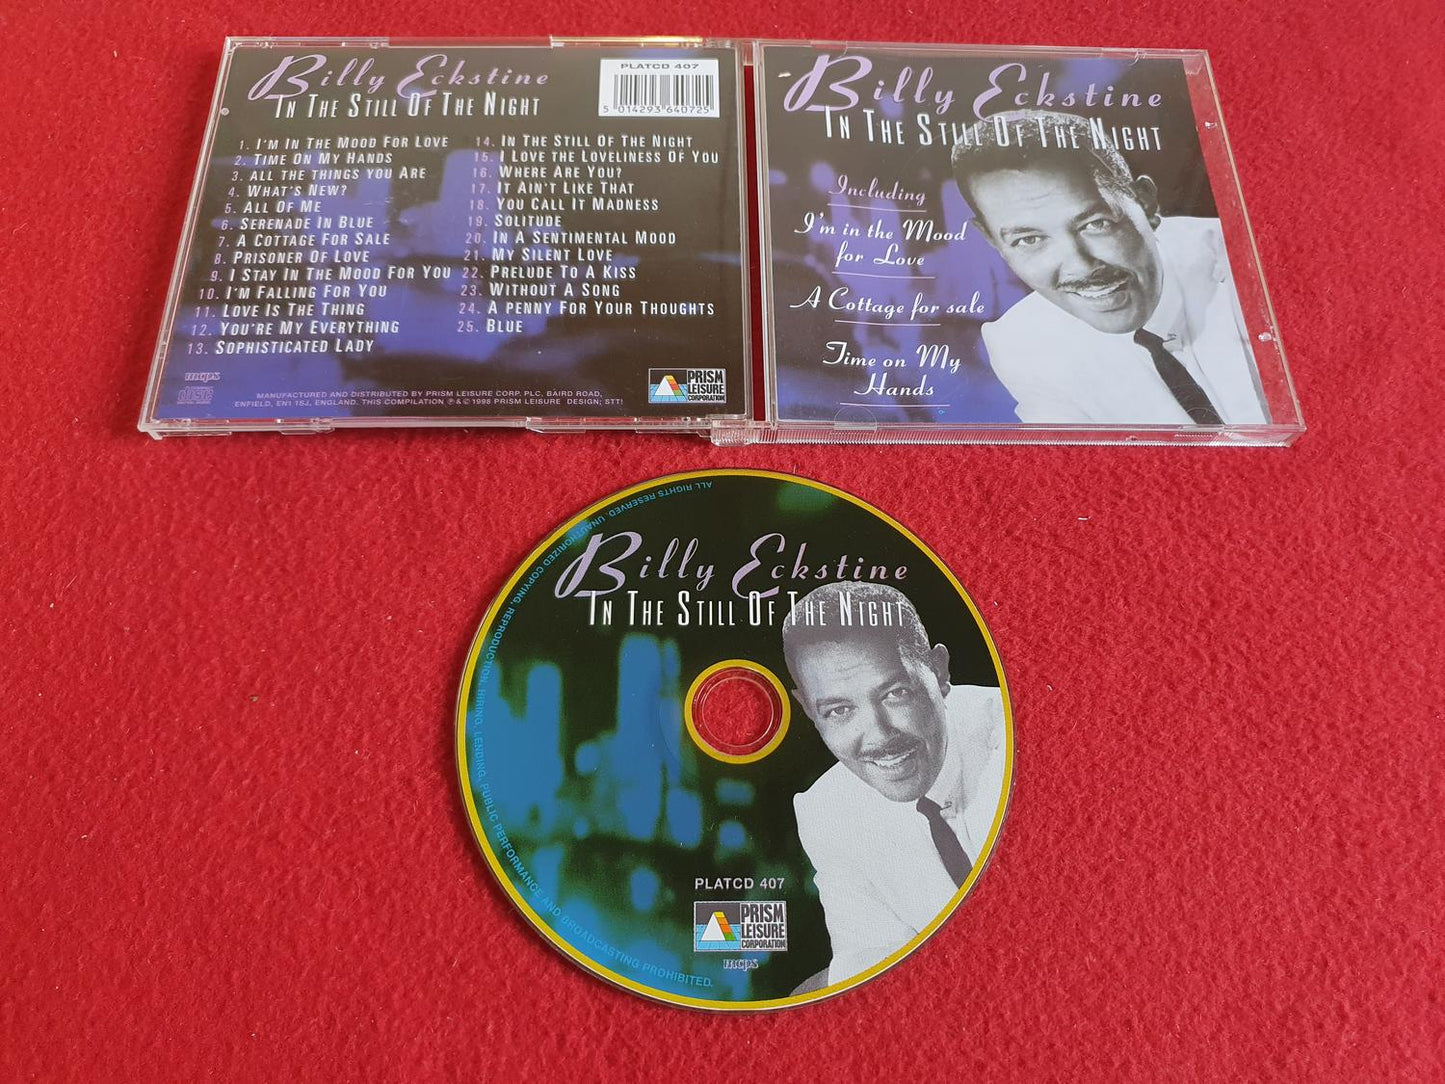 Billy Eckstine
IN THE STILL OF THE NIGHT
PLATCD 407
5 014293 640725
1. I'M IN THE MOOD FOR LOVE
2. TIME ON MY HANDS
3. ALL THE THINGS YOU ARE
4. WHAT'S NEW?
5. ALL OF ME
6. SERENADE IN BLUE
7. A COTTAGE FOR SALE
8. PRISONER OF LOVE
9. I STAY IN THE MOOD FOR YOU
10. I'M FALLING FOR YOU
11. LOVE IS THE THING
12. YOU'RE MY EVERYTHING
13. SOPHISTICATED LADY
14. IN THE STILL OF THE NIGHT
15. I LOVE THE LOVELINESS OF YOU
16. WHERE ARE YOU?
17. IT AIN'T LIKE THAT
18. YOU CALL IT MADNESS
19. SOLITUDE
20. IN A SENTIMENTAL MOOD
21. MY SILENT LOVE
22. PRELUDE TO A KISS
23. WITHOUT A SONG
24. A PENNY FOR YOUR THOUGHTS
25. BLUE
mcps
MANUFACTURED AND DISTRIBUTED BY PRISM LEISURE CORP. PLC, BAIRD ROAD,
ENFIELD, EN1 1SJ, ENGLAND. THIS COMPILATION ℗ & © 1998 PRISM LEISURE DESIGN; STT!
PRISM
LEISURE
CORPORATION
Billy Eckstine
IN THE STILL OF THE NIGHT
Including
I'm in the Mood
for Love
A Cottage for sale
Time on My
Hands
Billy Eckstine
IN THE STILL OF THE NIGHT
PLATCD 407
PRISM
LEISURE
CORPORATION
mcps
ALL RIGHTS RESERVED. UNAUTHORIZED COPYING, REPRODUCTION, HIRING, LENDING, PUBLIC PERFORMANCE AND BROADCASTING PROHIBITED.